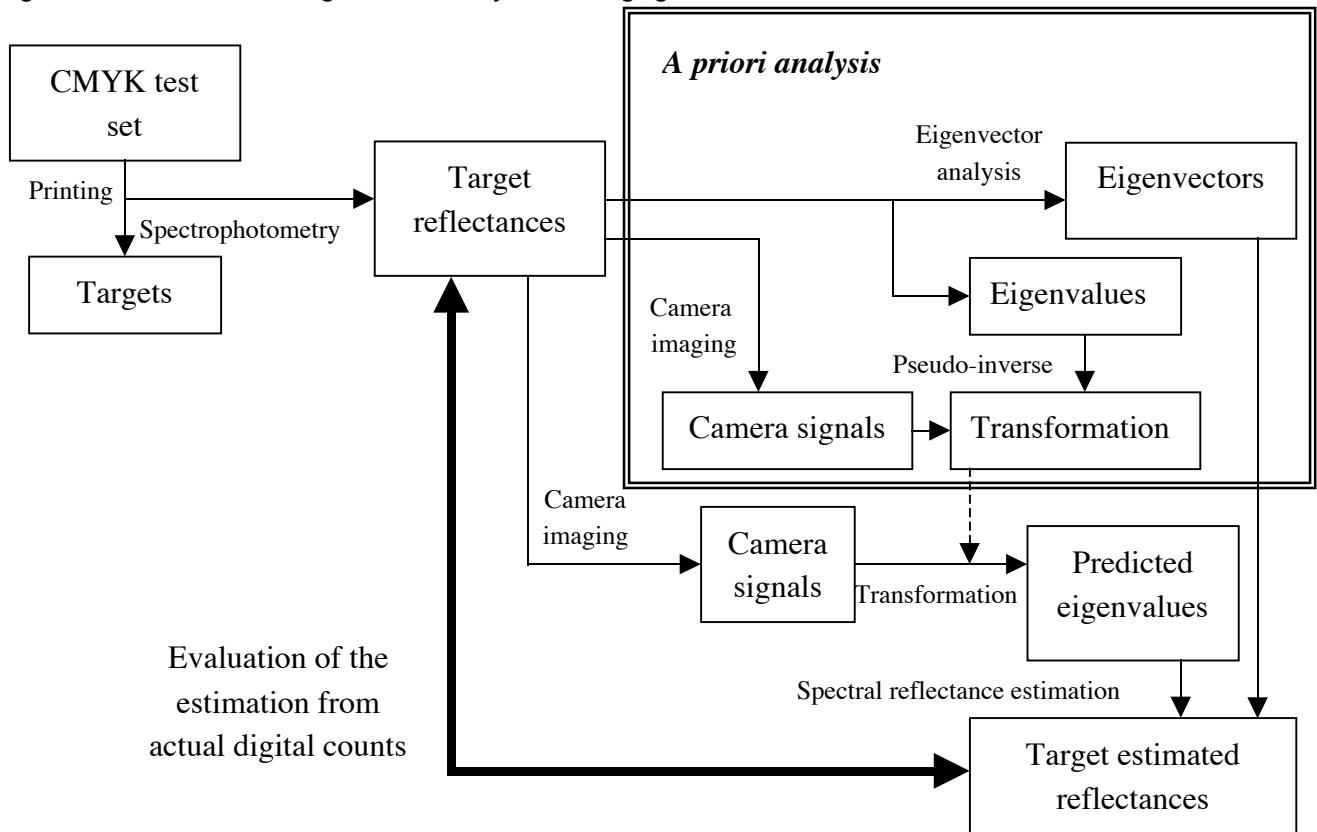 A priori analysis
CMYK test
set
Printing
Spectrophotometry
Targets
Target
reflectances
Eigenvector
analysis
Eigenvectors
Eigenvalues
Camera
imaging
Pseudo-inverse
Camera signals
Transformation
Camera
imaging
Camera
signals
Transformation
Predicted
eigenvalues
Evaluation of the
estimation from
actual digital counts
Spectral reflectance estimation
Target estimated
reflectances